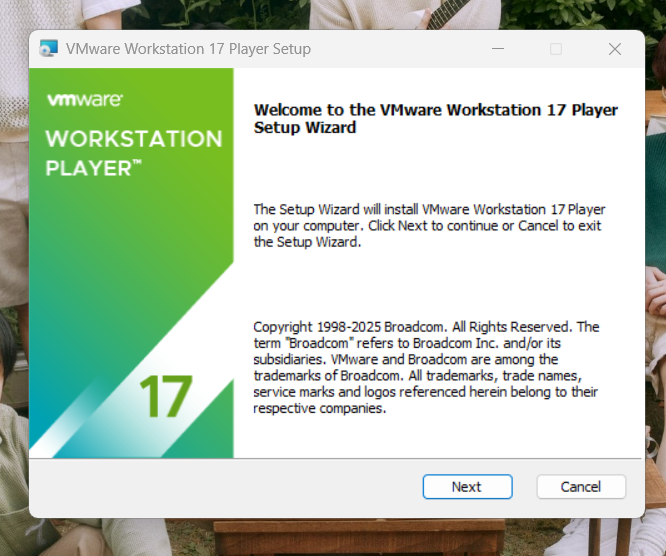 VMware Workstation 17 Player Setup
vmware®
WORKSTATION
PLAYER™
Welcome to the VMware Workstation 17 Player
Setup Wizard
The Setup Wizard will install VMware Workstation 17 Player
on your computer. Click Next to continue or Cancel to exit
the Setup Wizard.
Copyright 1998-2025 Broadcom. All Rights Reserved. The
term "Broadcom" refers to Broadcom Inc. and/or its
subsidiaries. VMware and Broadcom are among the
trademarks of Broadcom. All trademarks, trade names,
service marks and logos referenced herein belong to their
respective companies.
17
Next
Cancel